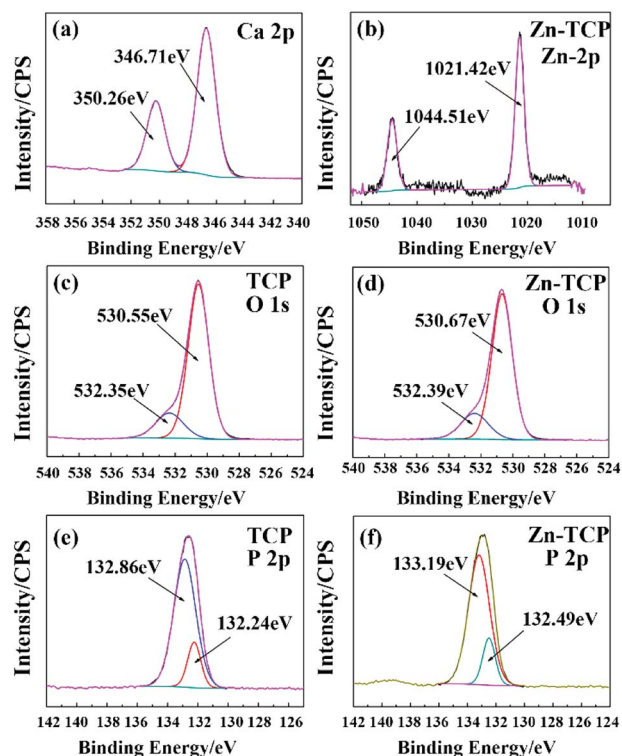 (a)
Ca 2p
346.71eV
350.26eV
Intensity/CPS
358 355 352 349 346 343 340
Binding Energy/eV
(b)
Zn-TCP
Zn-2p
1021.42eV
1044.51eV
Intensity/CPS
1050 1040 1030 1020 1010
Binding Energy/eV
(c)
TCP
O 1s
530.55eV
532.35eV
Intensity/CPS
540 538 536 534 532 530 528 526 524
Binding Energy/eV
(d)
Zn-TCP
O 1s
530.67eV
532.39eV
Intensity/CPS
540 538 536 534 532 530 528 526 524
Binding Energy/eV
(e)
TCP
P 2p
132.86eV
132.24eV
Intensity/CPS
142 140 138 136 134 132 130 128 126
Binding Energy/eV
(f)
Zn-TCP
P 2p
133.19eV
132.49eV
Intensity/CPS
142 140 138 136 134 132 130 128 126 124
Binding Energy/eV